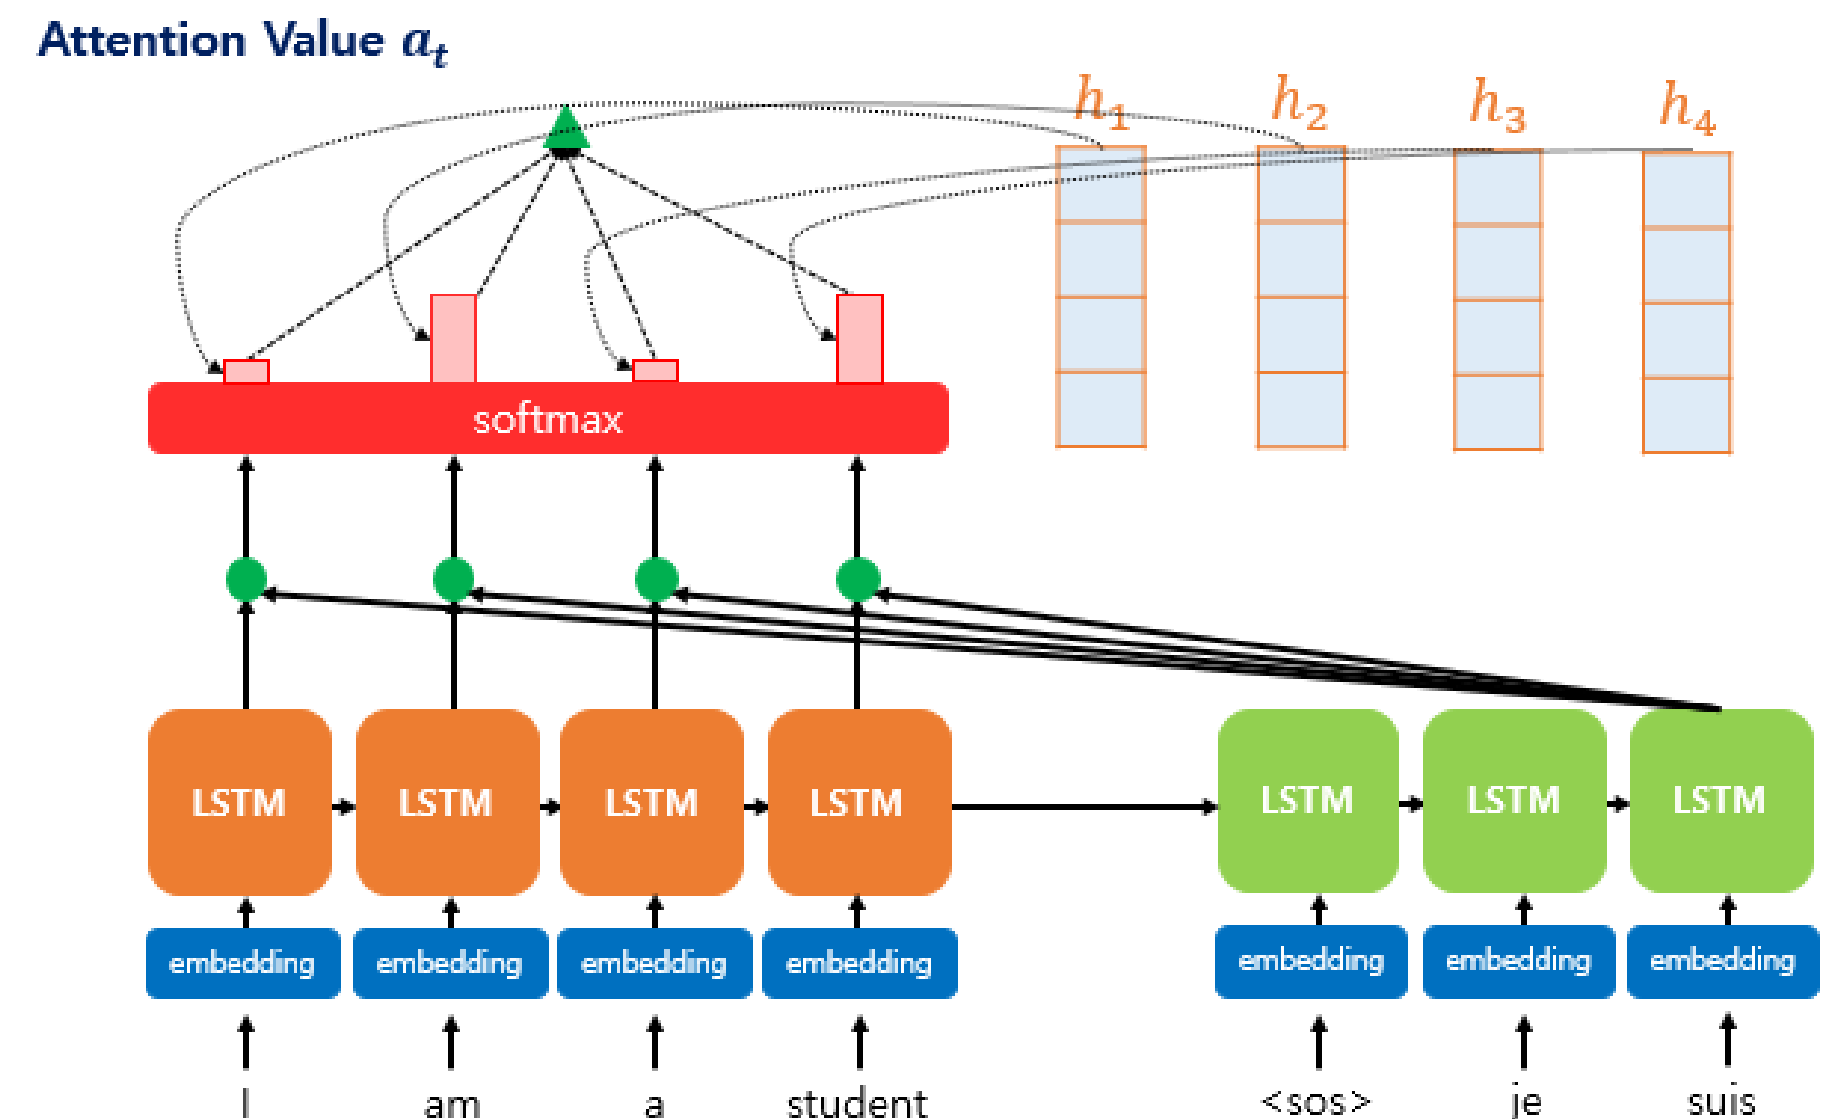 Attention Value a_t
h_1 h_2 h_3 h_4
softmax
LSTM LSTM LSTM LSTM LSTM LSTM LSTM
embedding embedding embedding embedding embedding embedding embedding
I am a student <sos> je suis